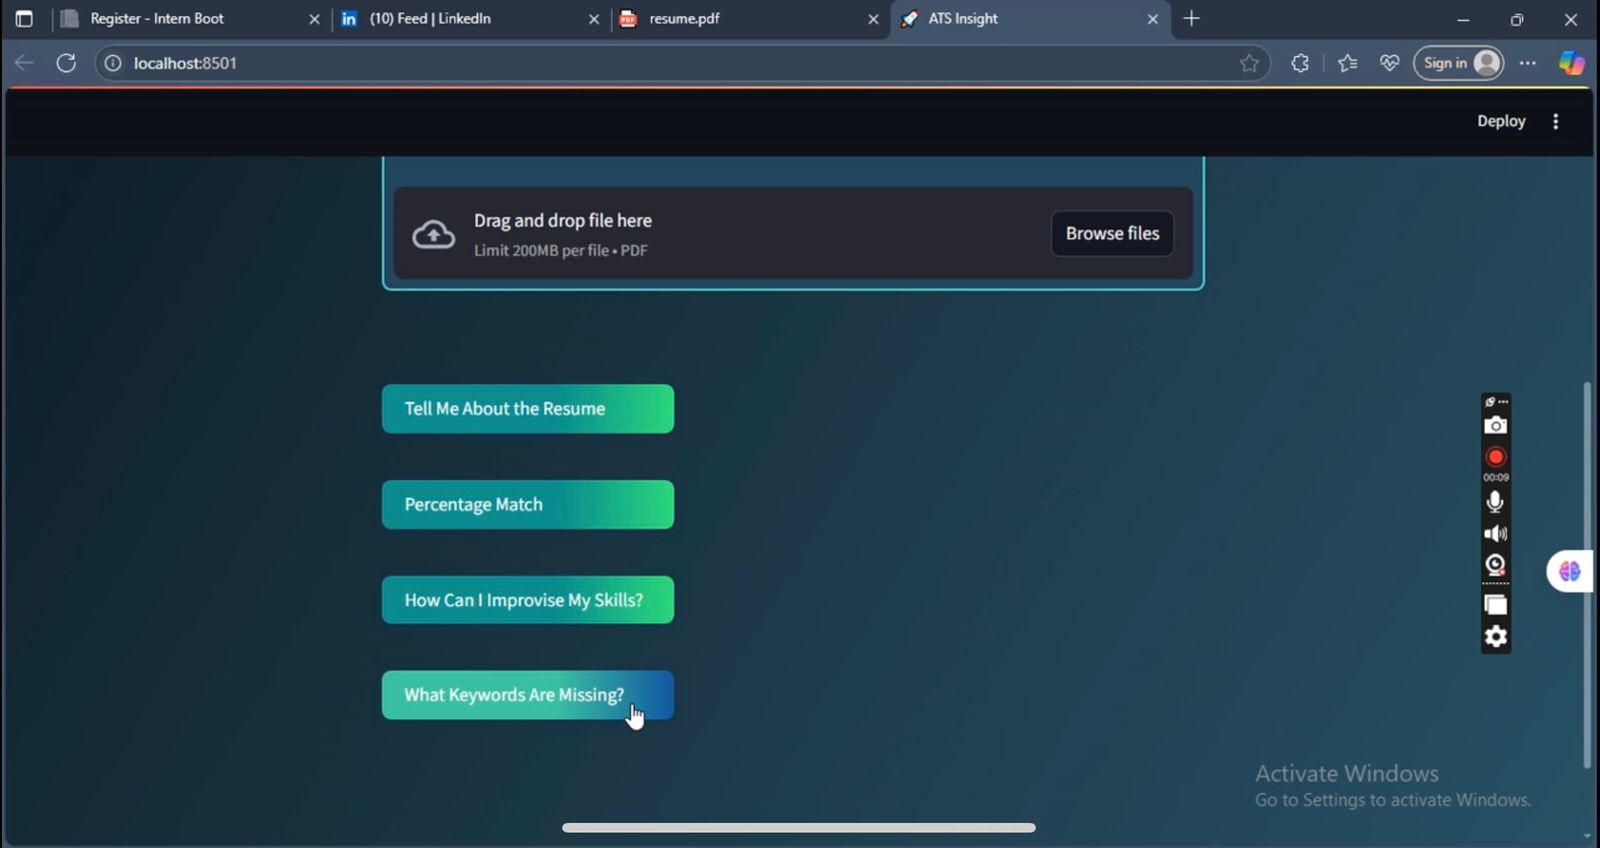 Register - Intern Boot
in (10) Feed | LinkedIn
PDF resume.pdf
ATS Insight
localhost:8501
Sign in
Deploy
Drag and drop file here
Limit 200MB per file • PDF
Browse files
Tell Me About the Resume
Percentage Match
How Can I Improvise My Skills?
What Keywords Are Missing?
00:09
Activate Windows
Go to Settings to activate Windows.